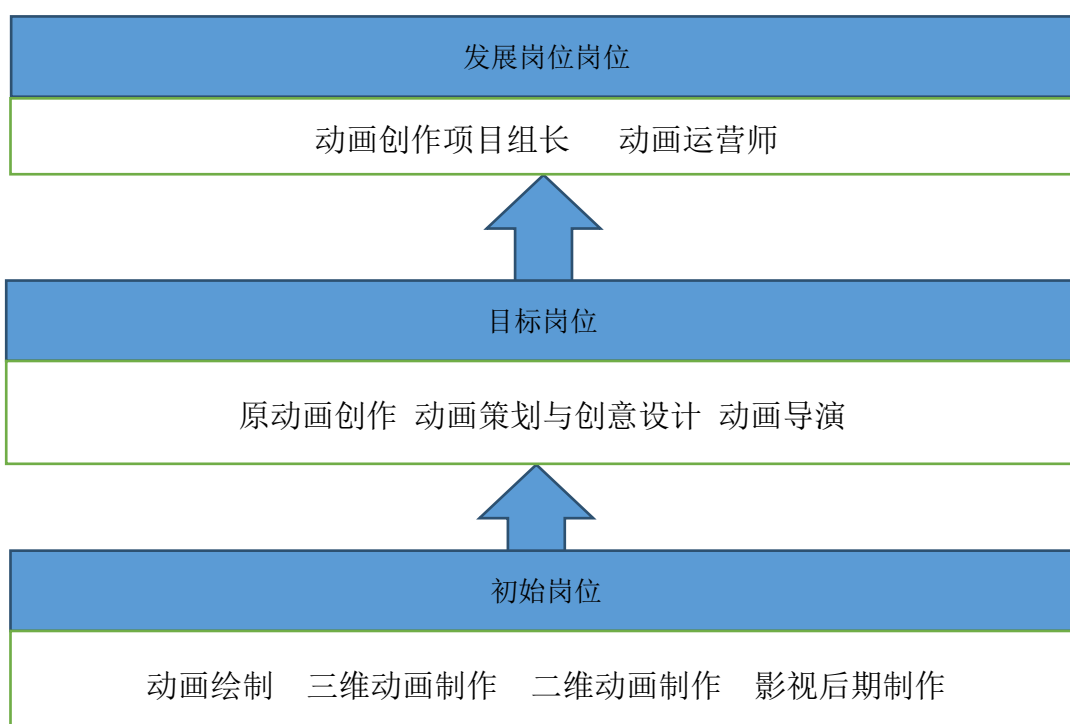 发展岗位岗位
动画创作项目组长 动画运营师
目标岗位
原动画创作 动画策划与创意设计 动画导演
初始岗位
动画绘制 三维动画制作 二维动画制作 影视后期制作